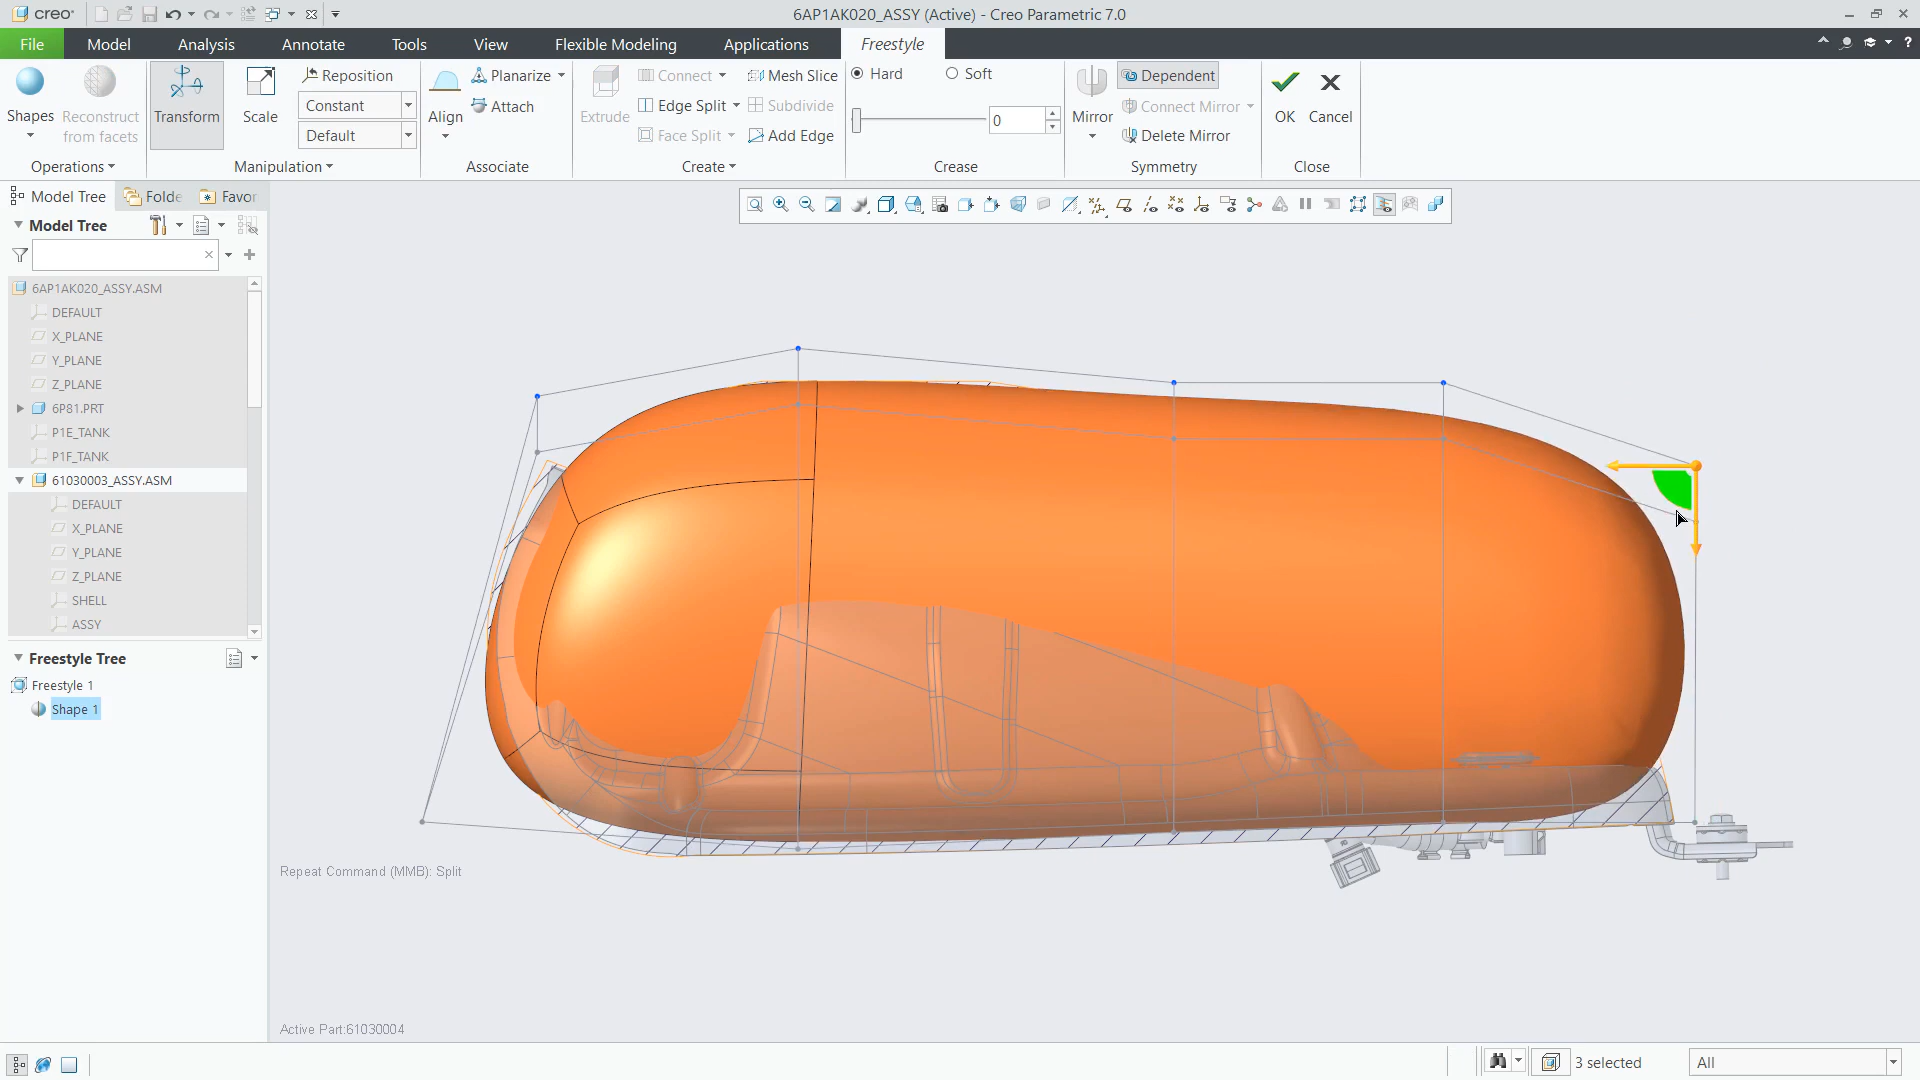 creo°
6AP1AK020_ASSY (Active) - Creo Parametric 7.0
File Model Analysis Annotate Tools View Flexible Modeling Applications Freestyle
Shapes
Reconstruct from facets
Operations
Transform
Scale
Reposition
Constant
Default
Manipulation
Align
Planarize
Attach
Associate
Extrude
Connect
Edge Split
Face Split
Mesh Slice
Subdivide
Add Edge
Create
Hard
Soft
0
Crease
Mirror
Dependent
Connect Mirror
Delete Mirror
Symmetry
OK
Cancel
Close
Model Tree Folde Favor
Model Tree
6AP1AK020_ASSY.ASM
DEFAULT
X_PLANE
Y_PLANE
Z_PLANE
6P81.PRT
P1E_TANK
P1F_TANK
61030003_ASSY.ASM
DEFAULT
X_PLANE
Y_PLANE
Z_PLANE
SHELL
ASSY
Freestyle Tree
Freestyle 1
Shape 1
Repeat Command (MMB): Split
Active Part:61030004
3 selected
All